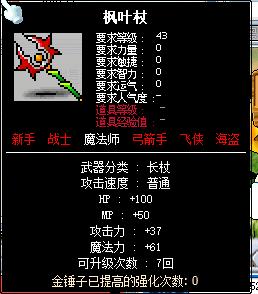 枫叶杖
要求等级： 43
要求力量： 0
要求敏捷： 0
要求智力： 0
要求运气： 0
要求人气度： -
道具等级： -
道具经验值： -
新手 战士 魔法师 弓箭手 飞侠 海盗
武器分类 : 长杖
攻击速度 : 普通
HP : +100
MP : +50
攻击力 : +37
魔法力 : +61
可升级次数 : 7回
金锤子已提高的强化次数: 0